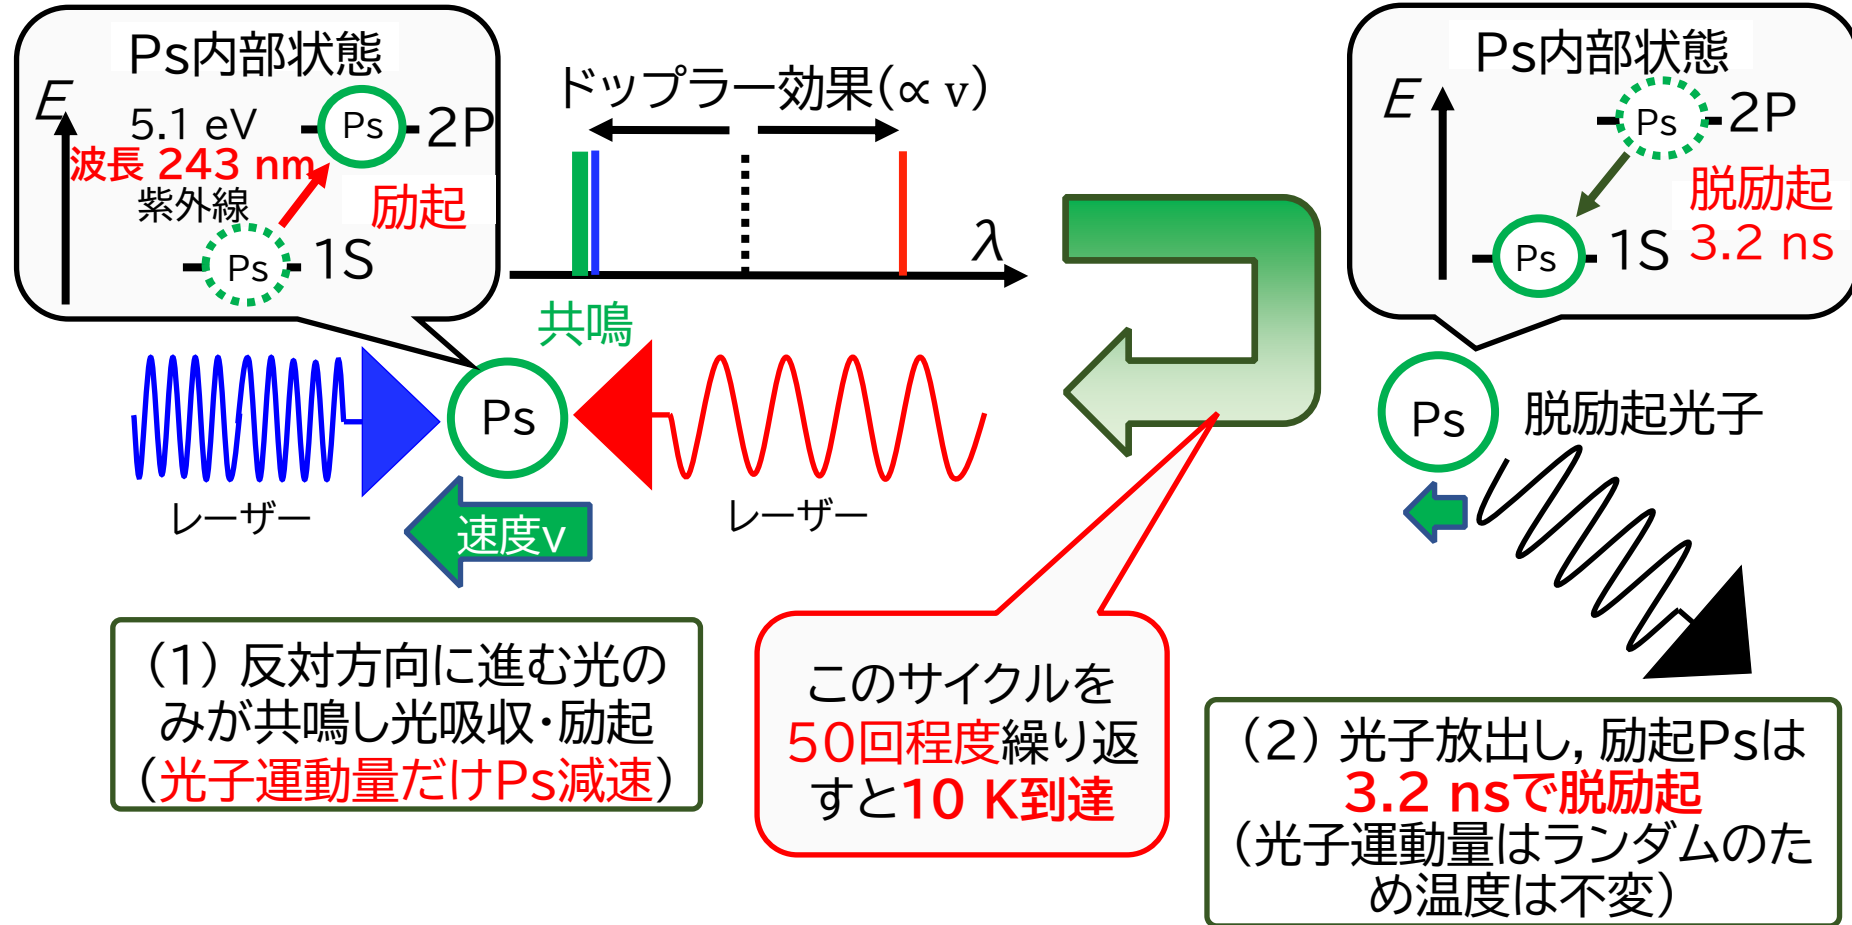 Ps内部状態
E
5.1 eV
波長 243 nm
紫外線
Ps
2P
励起
Ps
1S
ドップラー効果(∝ v)
λ
共鳴
Ps
レーザー
レーザー
速度v
(1) 反対方向に進む光の
みが共鳴し光吸収・励起
(光子運動量だけPs減速)
このサイクルを
50回程度繰り返
すと10 K到達
Ps内部状態
E
Ps
2P
脱励起
3.2 ns
Ps
1S
Ps
脱励起光子
(2) 光子放出し, 励起Psは
3.2 nsで脱励起
(光子運動量はランダムのた
め温度は不変)